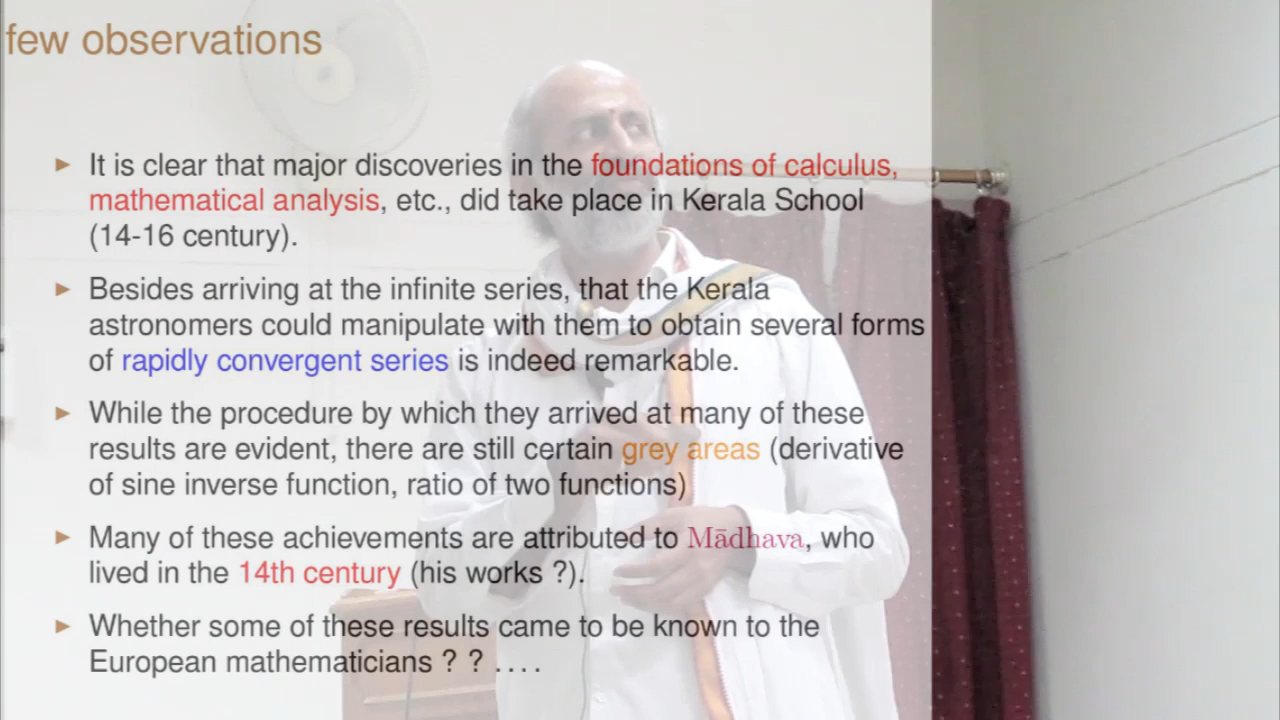 few observations
► It is clear that major discoveries in the foundations of calculus,
mathematical analysis, etc., did take place in Kerala School
(14-16 century).
► Besides arriving at the infinite series, that the Kerala
astronomers could manipulate with them to obtain several forms
of rapidly convergent series is indeed remarkable.
► While the procedure by which they arrived at many of these
results are evident, there are still certain grey areas (derivative
of sine inverse function, ratio of two functions)
► Many of these achievements are attributed to Mādhava, who
lived in the 14th century (his works ?).
► Whether some of these results came to be known to the
European mathematicians ? ? ....